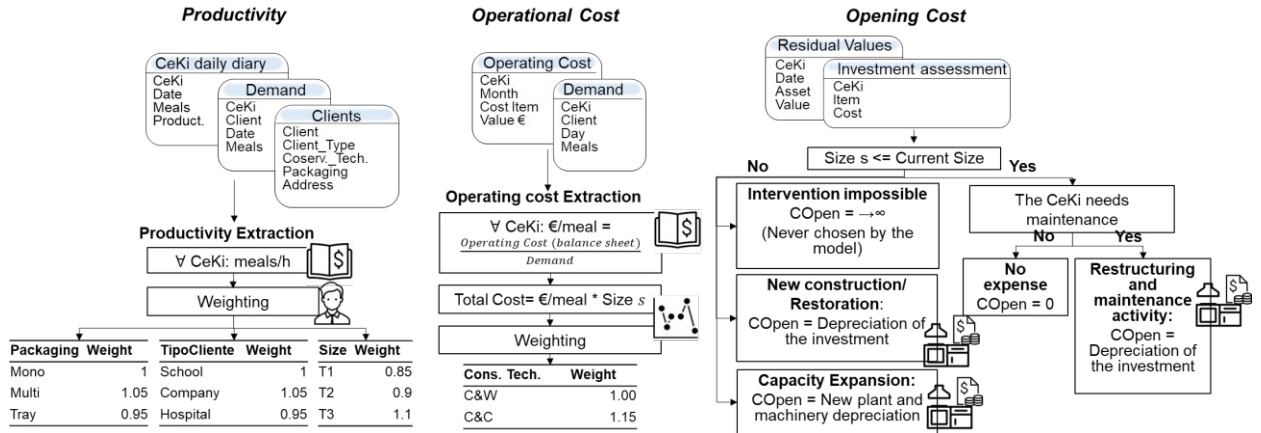 Productivity
CeKi daily diary
CeKi
Date
Meals
Product.
Demand
CeKi
Client
Date
Meals
Clients
Client
Client_Type
Coserv._Tech.
Packaging
Address
Productivity Extraction
∀ CeKi: meals/h
$
Weighting
Packaging Weight
Mono 1
Multi 1.05
Tray 0.95
TipoCliente Weight
School 1
Company 1.05
Hospital 0.95
Size Weight
T1 0.85
T2 0.9
T3 1.1
Operational Cost
Operating Cost
CeKi
Month
Cost Item
Value €
Demand
CeKi
Client
Day
Meals
Operating cost Extraction
∀ CeKi: €/meal =
Operating Cost (balance sheet)
Demand
$
Total Cost= €/meal * Size s
Weighting
Cons. Tech. Weight
C&W 1.00
C&C 1.15
Opening Cost
Residual Values
CeKi
Date
Asset
Value
Investment assessment
CeKi
Item
Cost
Size s <= Current Size
No
Yes
Intervention impossible
COpen = →∞
(Never chosen by the
model)
New construction/
Restoration:
COpen = Depreciation of
the investment
$
Capacity Expansion:
COpen = New plant and
machinery depreciation
$
The CeKi needs
maintenance
No
Yes
No
expense
COpen = 0
Restructuring
and
maintenance
activity:
COpen =
Depreciation of
the investment
$